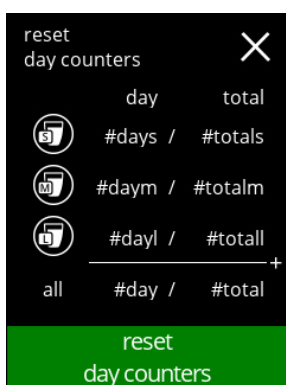 reset
day counters
day total
S #days / #totals
M #daym / #totalm
L #dayl / #totall
+
all #day / #total
reset
day counters